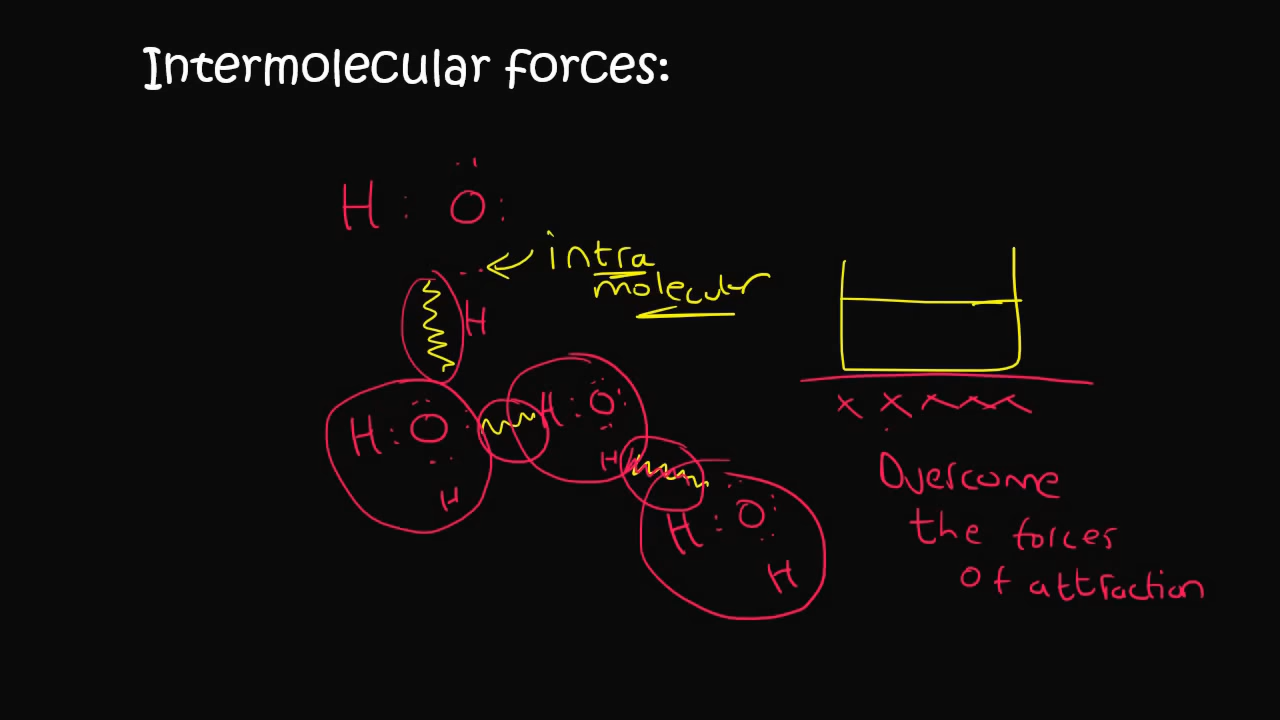 Intermolecular forces:
H : O :
intra
molecular
H
H : O : H : O :
H
H
H : O :
H
x x x x x
Overcome
the forces
of attraction